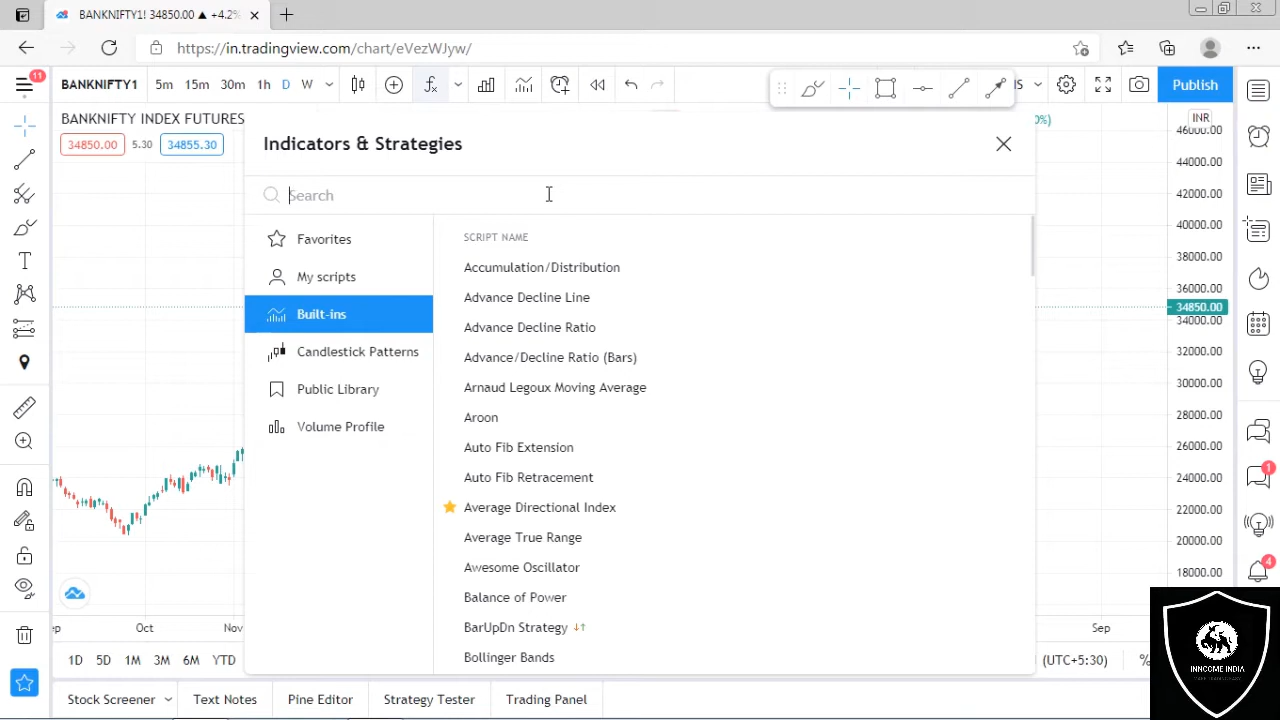 BANKNIFTY1! 34850.00 ▲ +4.2%
https://in.tradingview.com/chart/eVezWJyw/
11
BANKNIFTY1 5m 15m 30m 1h D W
Publish
BANKNIFTY INDEX FUTURES
0%)
INR
34850.00 5.30 34855.30
Indicators & Strategies
Search
Favorites
My scripts
Built-ins
Candlestick Patterns
Public Library
Volume Profile
SCRIPT NAME
Accumulation/Distribution
Advance Decline Line
Advance Decline Ratio
Advance/Decline Ratio (Bars)
Arnaud Legoux Moving Average
Aroon
Auto Fib Extension
Auto Fib Retracement
Average Directional Index
Average True Range
Awesome Oscillator
Balance of Power
BarUpDn Strategy
Bollinger Bands
46000.00
44000.00
42000.00
40000.00
38000.00
36000.00
34850.00
34000.00
32000.00
30000.00
28000.00
26000.00
24000.00
22000.00
20000.00
18000.00
1
4
ep Oct Nov Sep
1D 5D 1M 3M 6M YTD
(UTC+5:30) %
Stock Screener Text Notes Pine Editor Strategy Tester Trading Panel
INNCOME INDIA